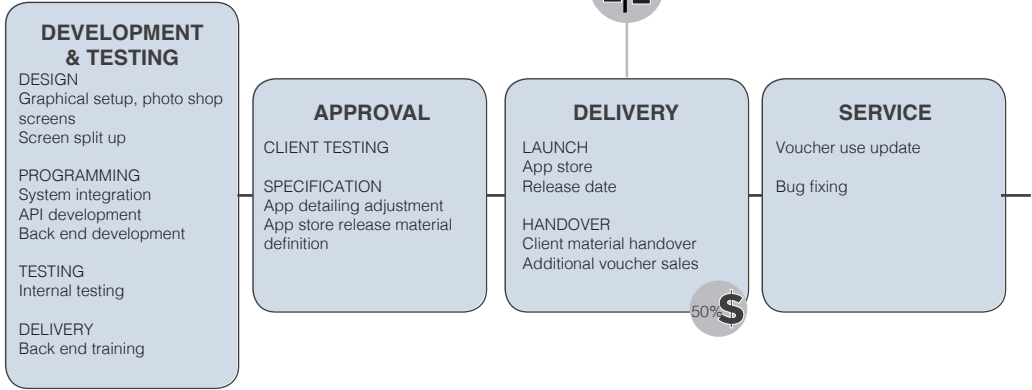 DEVELOPMENT
& TESTING
DESIGN
Graphical setup, photo shop
screens
Screen split up
PROGRAMMING
System integration
API development
Back end development
TESTING
Internal testing
DELIVERY
Back end training
APPROVAL
CLIENT TESTING
SPECIFICATION
App detailing adjustment
App store release material
definition
DELIVERY
LAUNCH
App store
Release date
HANDOVER
Client material handover
Additional voucher sales
50% $
SERVICE
Voucher use update
Bug fixing